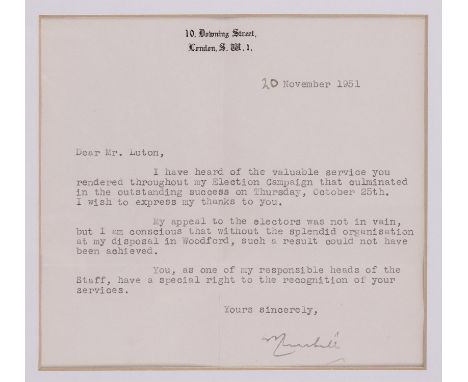 10, Downing Street,
London, S. W. 1.
20 November 1951
Dear Mr. Luton,
I have heard of the valuable service you
rendered throughout my Election Campaign that culminated
in the outstanding success on Thursday, October 25th.
I wish to express my thanks to you.
My appeal to the electors was not in vain,
but I am conscious that without the splendid organisation
at my disposal in Woodford, such a result could not have
been achieved.
You, as one of my responsible heads of the
Staff, have a special right to the recognition of your
services.
Yours sincerely,